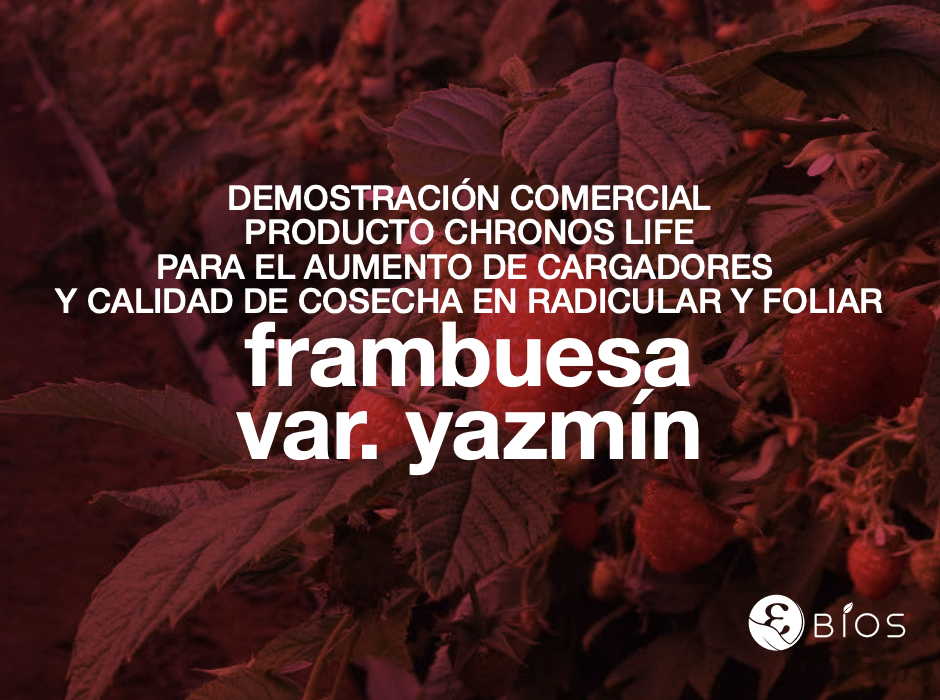 DEMOSTRACIÓN COMERCIAL
PRODUCTO CHRONOS LIFE
PARA EL AUMENTO DE CARGADORES
Y CALIDAD DE COSECHA EN RADICULAR Y FOLIAR
frambuesa
var. yazmín
BÍOS